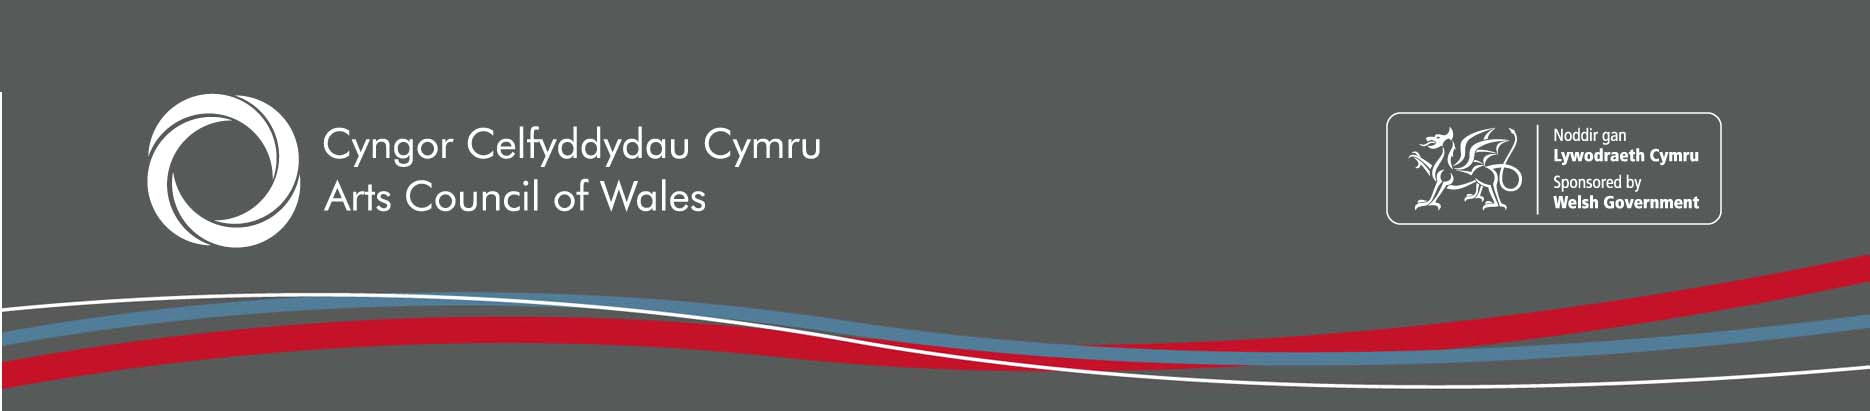 Cyngor Celfyddydau Cymru
Arts Council of Wales
Noddir gan
Lywodraeth Cymru
Sponsored by
Welsh Government